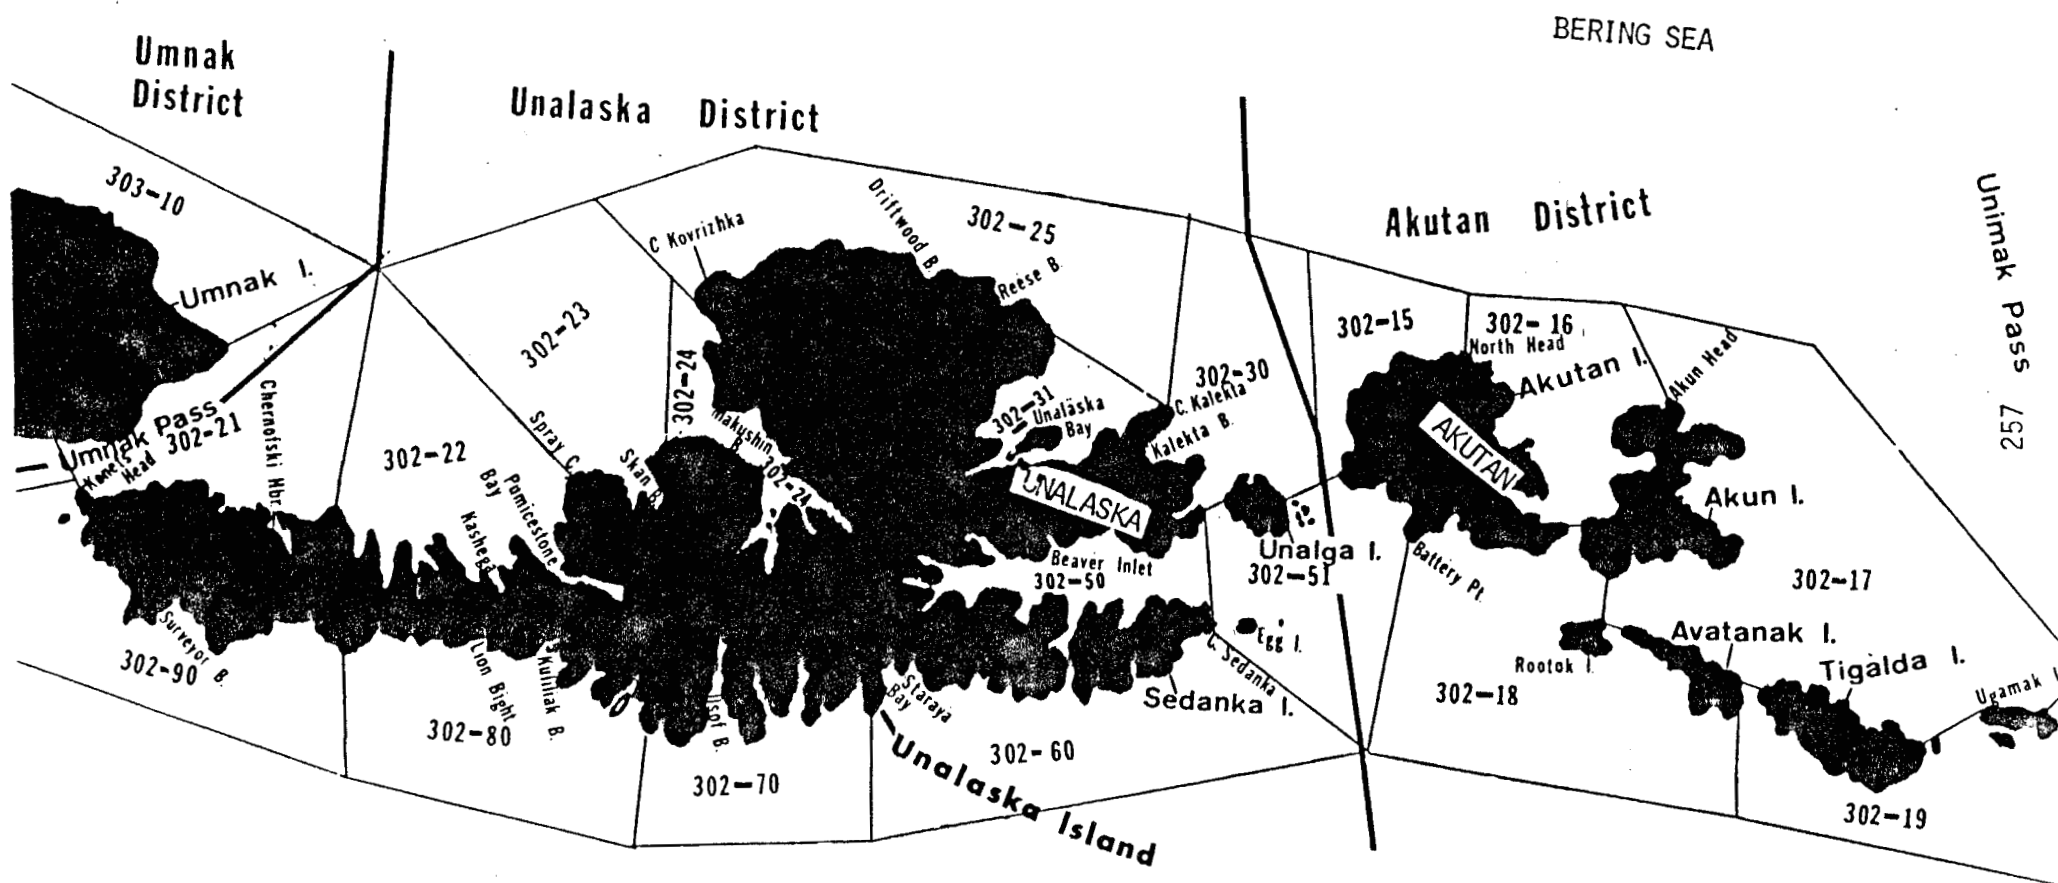 BERING SEA
Umnak
District
Unalaska District
Akutan District
Unimak Pass
257
303-10
Umnak I.
C Kovrizhka
Driftwood B.
302-25
Reese B.
302-23
302-24
302-15
302-16
North Head
Akutan I.
Akun Head
302-30
C. Kalekta
Kalekta B.
302-31
Unalaska
Bay
Umnak Pass
302-21
Head
Chernofski Hbr.
302-22
Spray C.
Skan B.
Makushin
B.
302-24
Pumicestone
Bay
Kashega
UNALASKA
AKUTAN
Akun I.
Unalga I.
302-51
Beaver Inlet
302-50
Battery Pt.
302-17
Egg I.
C. Sedanka
Sedanka I.
Rootok I.
Avatanak I.
Tigalda I.
Ugamak I.
302-18
302-19
Surveyor B.
302-90
Lion Bight
Kuliliak B.
302-80
302-70
Staraya
Bay
302-60
Unalaska Island